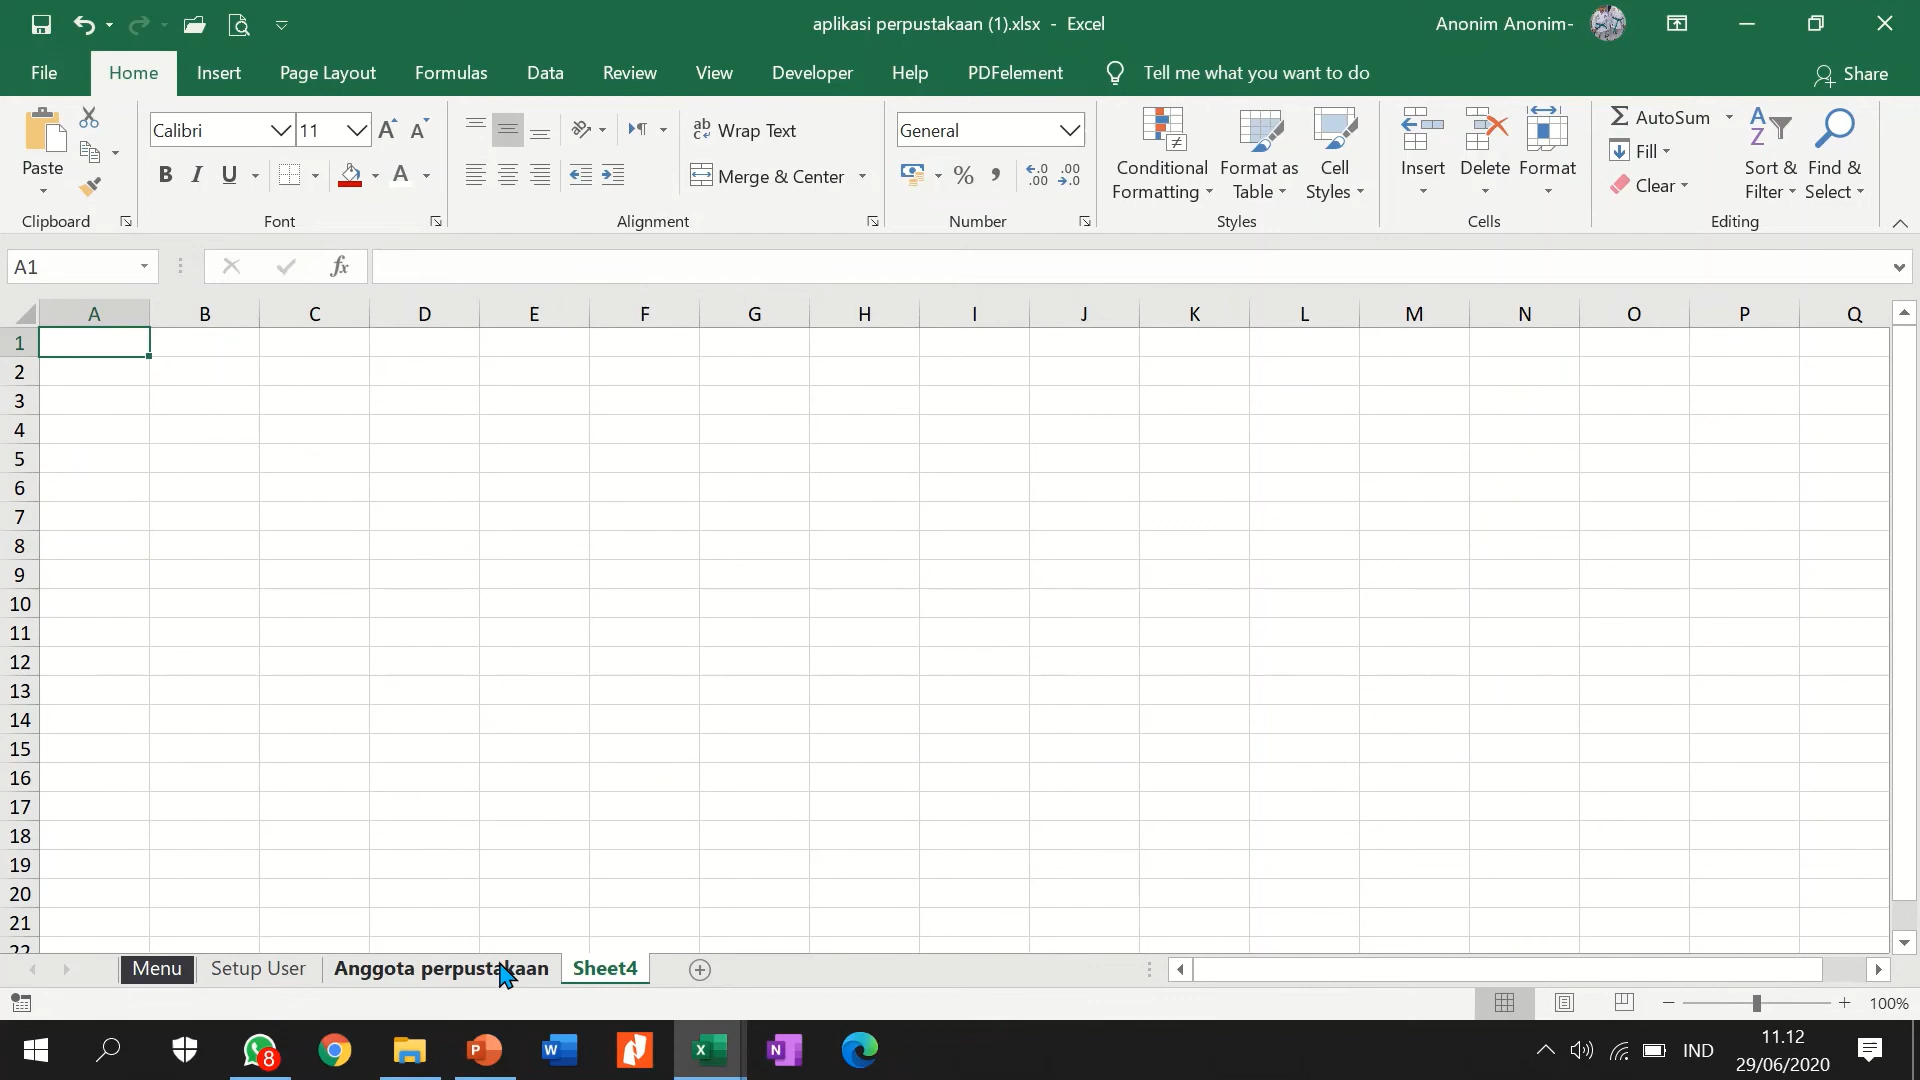 aplikasi perpustakaan (1).xlsx - Excel
Anonim Anonim-
File Home Insert Page Layout Formulas Data Review View Developer Help PDFelement Tell me what you want to do Share
Paste
Clipboard
Calibri 11
B I U
Font
Wrap Text
Merge & Center
Alignment
General
Number
Conditional Formatting
Format as Table
Cell Styles
Styles
Insert
Delete
Format
Cells
AutoSum
Fill
Clear
Sort & Filter
Find & Select
Editing
A1 fx
A B C D E F G H I J K L M N O P Q
1
2
3
4
5
6
7
8
9
10
11
12
13
14
15
16
17
18
19
20
21
22
Menu Setup User Anggota perpustakaan Sheet4
100%
8
IND
11.12
29/06/2020